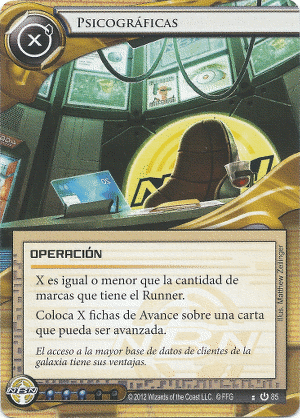 X
PSICOGRÁFICAS
OPERACIÓN
X es igual o menor que la cantidad de
marcas que tiene el Runner.
Coloca X fichas de Avance sobre una carta
que pueda ser avanzada.
El acceso a la mayor base de datos de clientes de la
galaxia tiene sus ventajas.
Illus. Matthew Zeilinger
NBN
© 2012 Wizards of the Coast LLC. © FFG
85